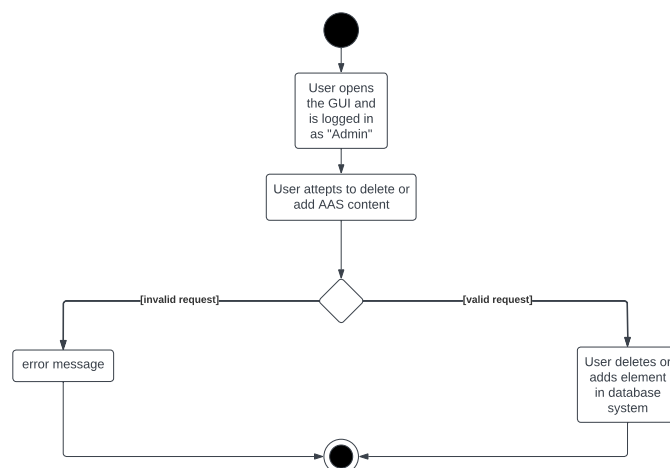 User opens
the GUI and
is logged in
as "Admin"
User attepts to delete or
add AAS content
[invalid request]
[valid request]
error message
User deletes or
adds element
in database
system